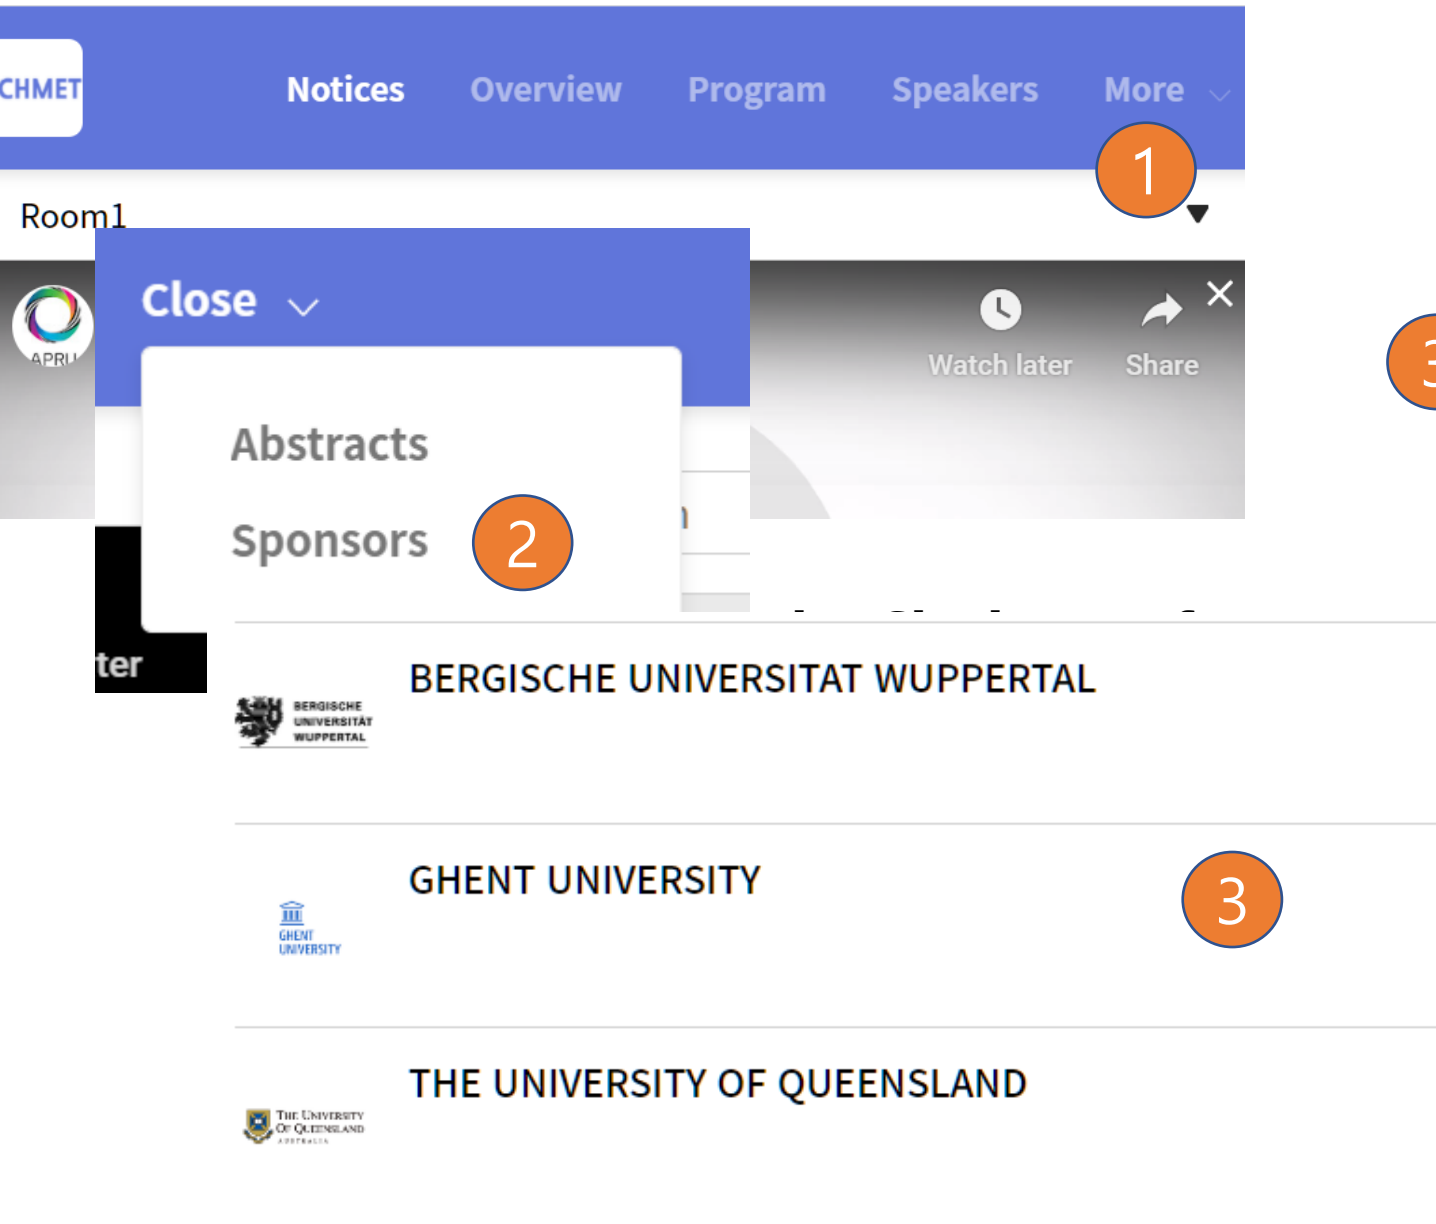 CHMET
Notices Overview Program Speakers More
1
Room1
APRU
Close
Watch later Share
3
Abstracts
Sponsors 2
ter
BERGISCHE UNIVERSITAT WUPPERTAL
BERGISCHE
UNIVERSITÄT
WUPPERTAL
GHENT UNIVERSITY
3
GHENT
UNIVERSITY
THE UNIVERSITY OF QUEENSLAND
THE UNIVERSITY
OF QUEENSLAND
AUSTRALIA